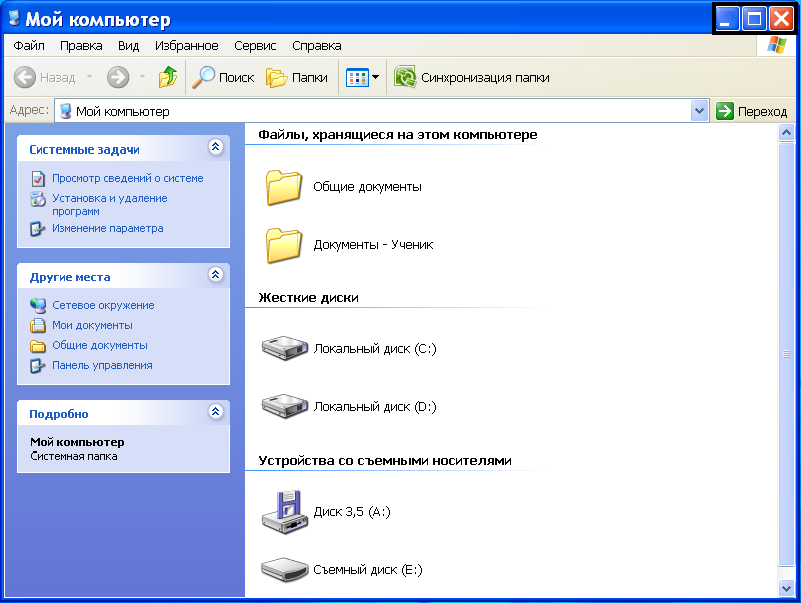 Мой компьютер
Файл Правка Вид Избранное Сервис Справка
Назад Поиск Папки Синхронизация папки
Адрес: Мой компьютер Переход
Системные задачи
Просмотр сведений о системе
Установка и удаление
программ
Изменение параметра
Другие места
Сетевое окружение
Мои документы
Общие документы
Панель управления
Подробно
Мой компьютер
Системная папка
Файлы, хранящиеся на этом компьютере
Общие документы
Документы - Ученик
Жесткие диски
Локальный диск (C:)
Локальный диск (D:)
Устройства со съемными носителями
Диск 3,5 (A:)
Съемный диск (E:)